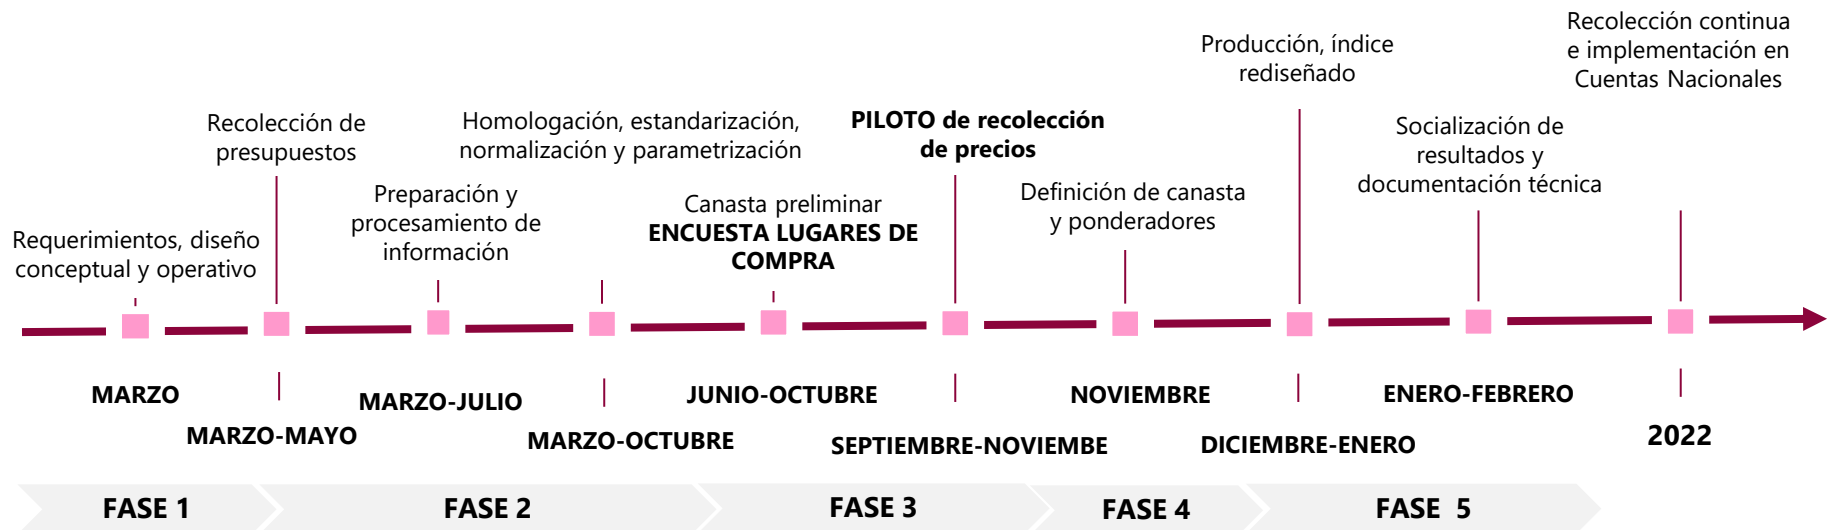 Requerimientos, diseño
conceptual y operativo
MARZO
Recolección de
presupuestos
MARZO-MAYO
Preparación y
procesamiento de
información
MARZO-JULIO
Homologación, estandarización,
normalización y parametrización
MARZO-OCTUBRE
Canasta preliminar
ENCUESTA LUGARES DE
COMPRA
JUNIO-OCTUBRE
PILOTO de recolección
de precios
SEPTIEMBRE-NOVIEMBE
Definición de canasta
y ponderadores
NOVIEMBRE
Producción, índice
rediseñado
DICIEMBRE-ENERO
Socialización de
resultados y
documentación técnica
ENERO-FEBRERO
Recolección continua
e implementación en
Cuentas Nacionales
2022
FASE 1
FASE 2
FASE 3
FASE 4
FASE 5